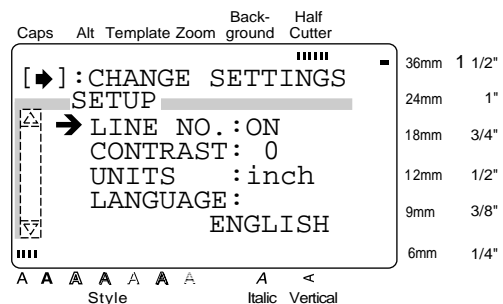 Back- Half
Caps Alt Template Zoom ground Cutter
[➔]:CHANGE SETTINGS
SETUP
➔ LINE NO.:ON
CONTRAST: 0
UNITS :inch
LANGUAGE:
ENGLISH
36mm 1 1/2"
24mm 1"
18mm 3/4"
12mm 1/2"
9mm 3/8"
6mm 1/4"
A A A A A A A A A
Style Italic Vertical